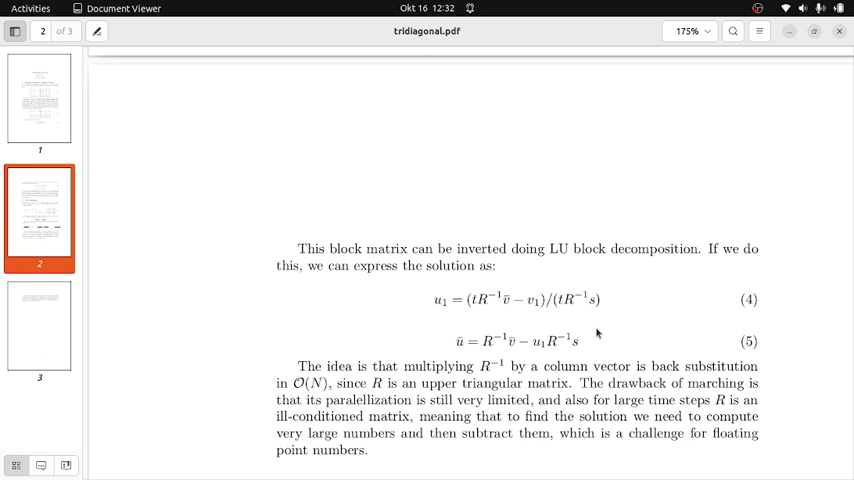 Activities Document Viewer Okt 16 12:32
2 of 3 tridiagonal.pdf 175%
1
2
3
This block matrix can be inverted doing LU block decomposition. If we do
this, we can express the solution as:
u₁ = (tR⁻¹v̄ − v₁)/(tR⁻¹s) (4)
ū = R⁻¹v̄ − u₁R⁻¹s (5)
The idea is that multiplying R⁻¹ by a column vector is back substitution
in O(N), since R is an upper triangular matrix. The drawback of marching is
that its paralellization is still very limited, and also for large time steps R is an
ill-conditioned matrix, meaning that to find the solution we need to compute
very large numbers and then subtract them, which is a challenge for floating
point numbers.